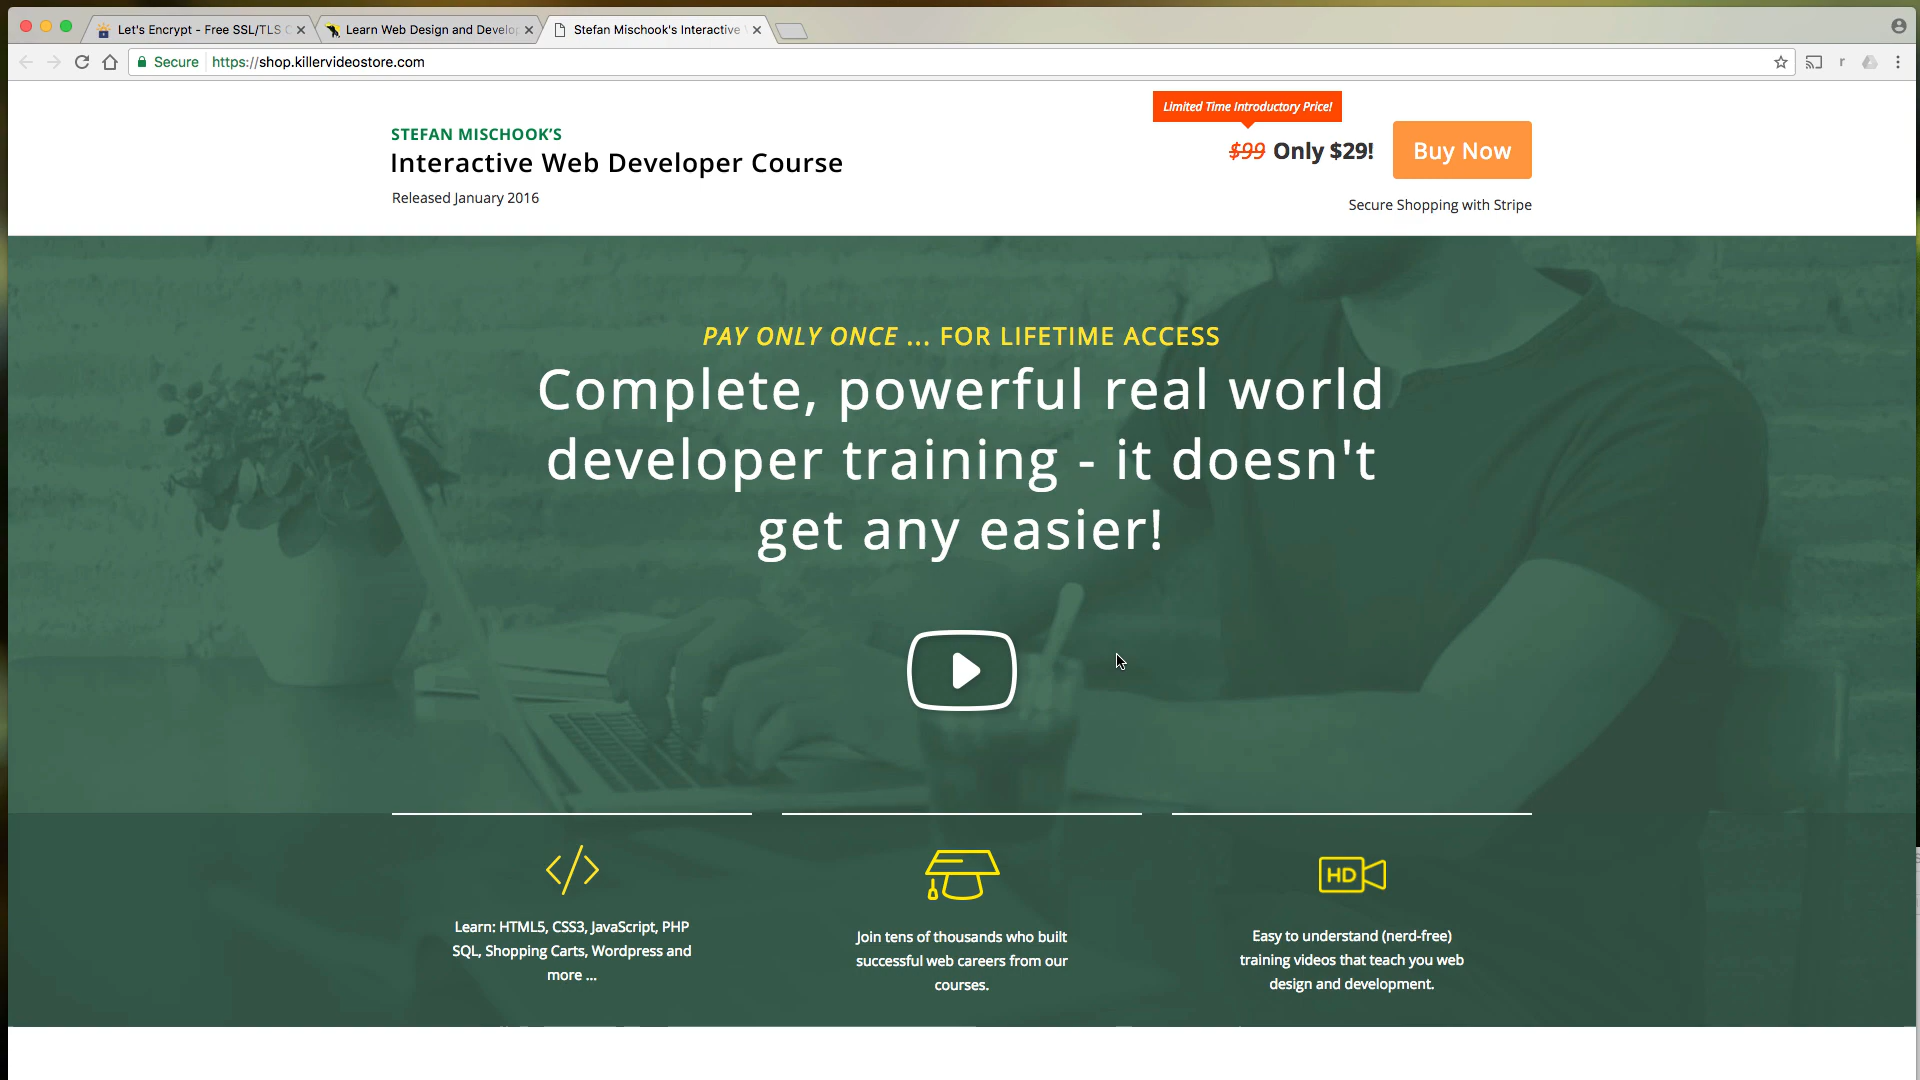 Let's Encrypt - Free SSL/TLS C
Learn Web Design and Develop
Stefan Mischook's Interactive
Secure
https://shop.killervideostore.com
r
Limited Time Introductory Price!
STEFAN MISCHOOK'S
Interactive Web Developer Course
$99 Only $29!
Buy Now
Released January 2016
Secure Shopping with Stripe
PAY ONLY ONCE ... FOR LIFETIME ACCESS
Complete, powerful real world
developer training - it doesn't
get any easier!
HD
Learn: HTML5, CSS3, JavaScript, PHP
SQL, Shopping Carts, Wordpress and
more ...
Join tens of thousands who built
successful web careers from our
courses.
Easy to understand (nerd-free)
training videos that teach you web
design and development.